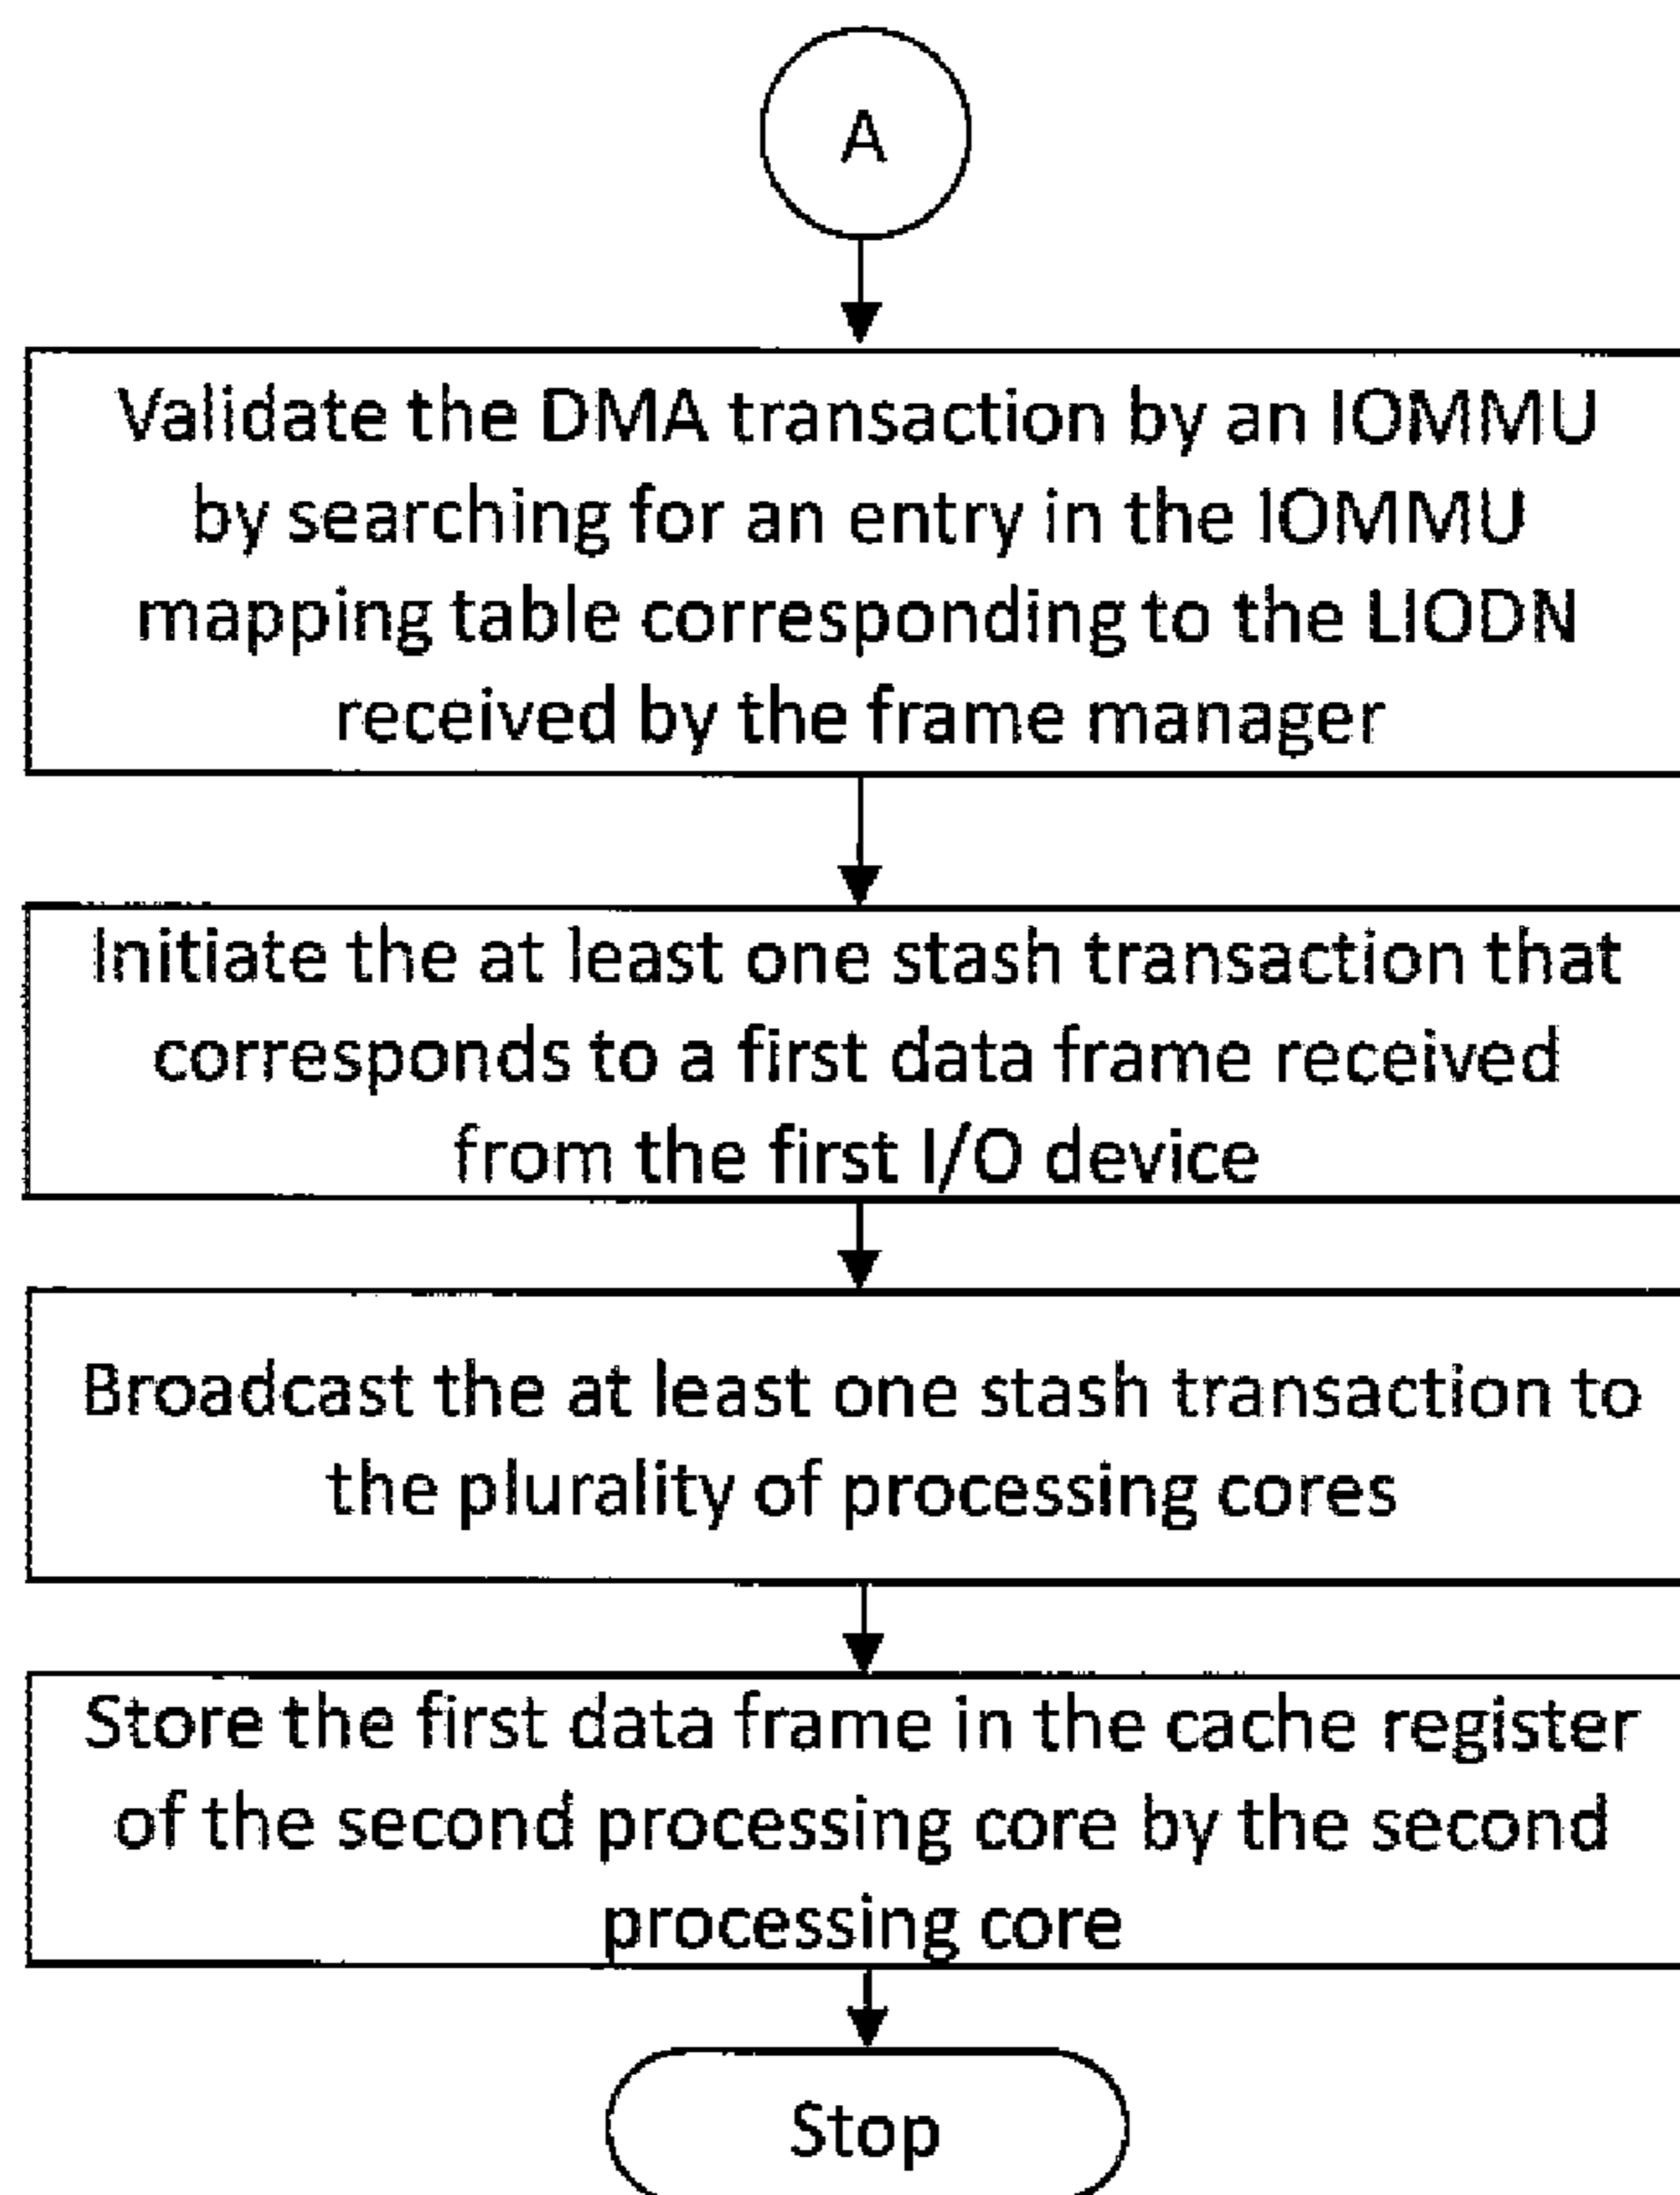 A
Validate the DMA transaction by an IOMMU
by searching for an entry in the IOMMU
mapping table corresponding to the LIODN
received by the frame manager
Initiate the at least one stash transaction that
corresponds to a first data frame received
from the first I/O device
Broadcast the at least one stash transaction to
the plurality of processing cores
Store the first data frame in the cache register
of the second processing core by the second
processing core
Stop